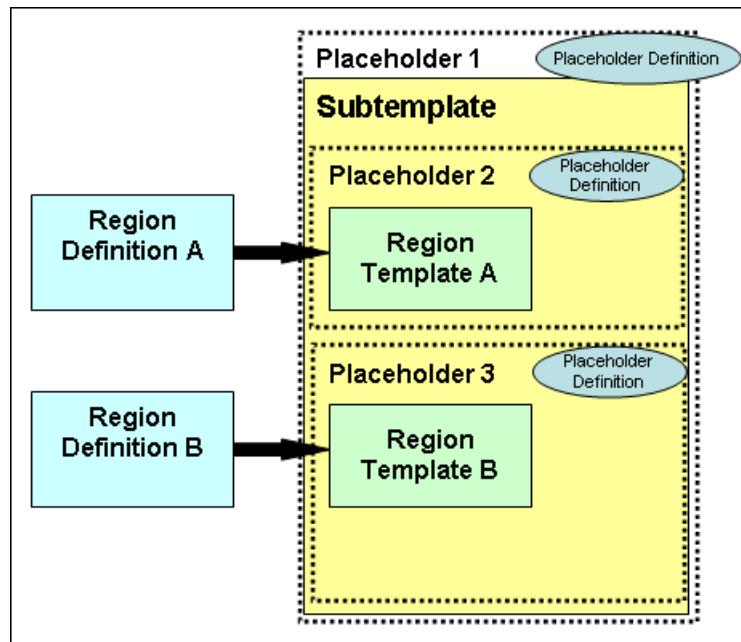 Placeholder 1
Placeholder Definition
Subtemplate
Placeholder 2
Placeholder
Definition
Region
Definition A
Region
Template A
Placeholder 3
Placeholder
Definition
Region
Definition B
Region
Template B